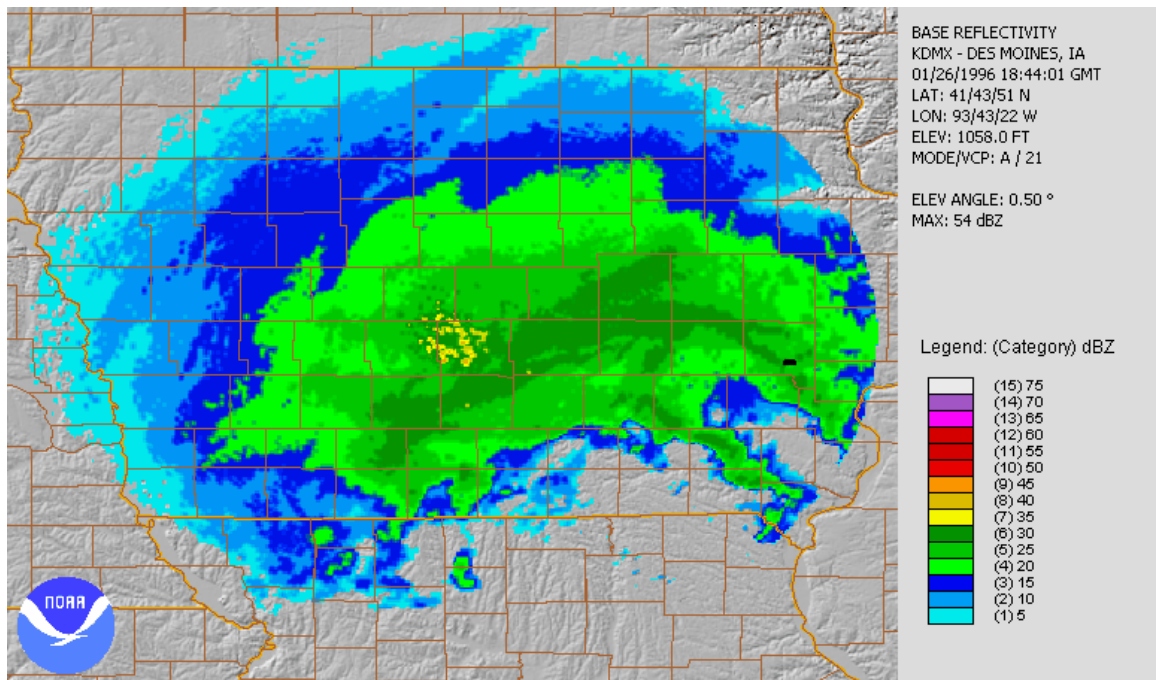 BASE REFLECTIVITY
KDMX - DES MOINES, IA
01/26/1996 18:44:01 GMT
LAT: 41/43/51 N
LON: 93/43/22 W
ELEV: 1058.0 FT
MODE/VCP: A / 21
ELEV ANGLE: 0.50 °
MAX: 54 dBZ
Legend: (Category) dBZ
(15) 75
(14) 70
(13) 65
(12) 60
(11) 55
(10) 50
(9) 45
(8) 40
(7) 35
(6) 30
(5) 25
(4) 20
(3) 15
(2) 10
(1) 5
NOAA